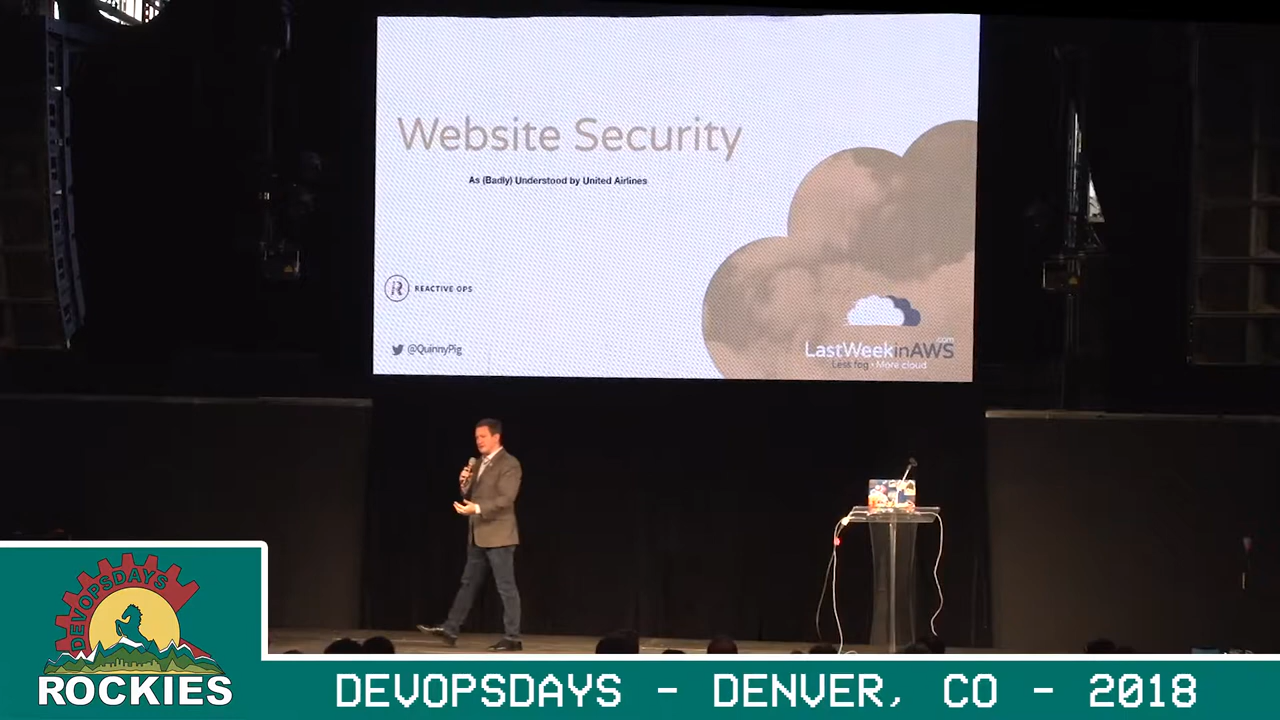 Website Security
As (Badly) Understood by United Airlines
REACTIVE OPS
@QuinnyPig
.com
LastWeekinAWS
Less fog · More cloud
DEVOPSDAYS
ROCKIES
DEVOPSDAYS - DENVER, CO - 2018